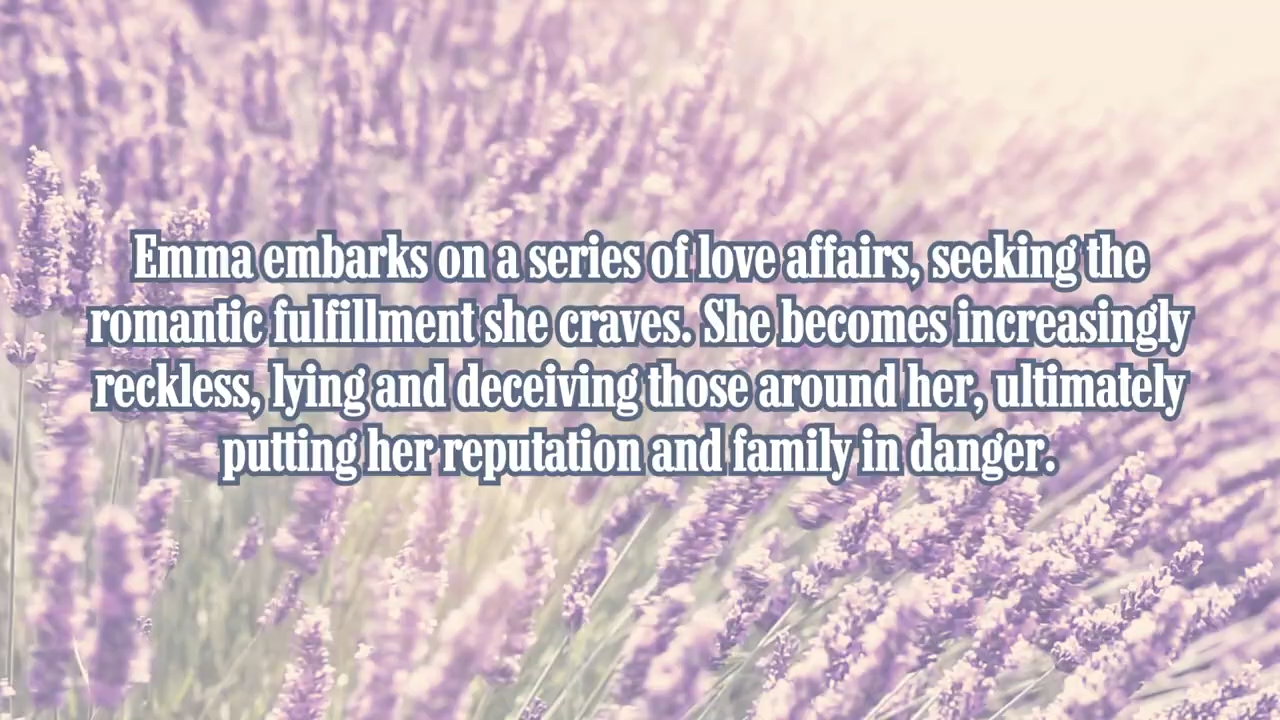 Emma embarks on a series of love affairs, seeking the
romantic fulfillment she craves. She becomes increasingly
reckless, lying and deceiving those around her, ultimately
putting her reputation and family in danger.